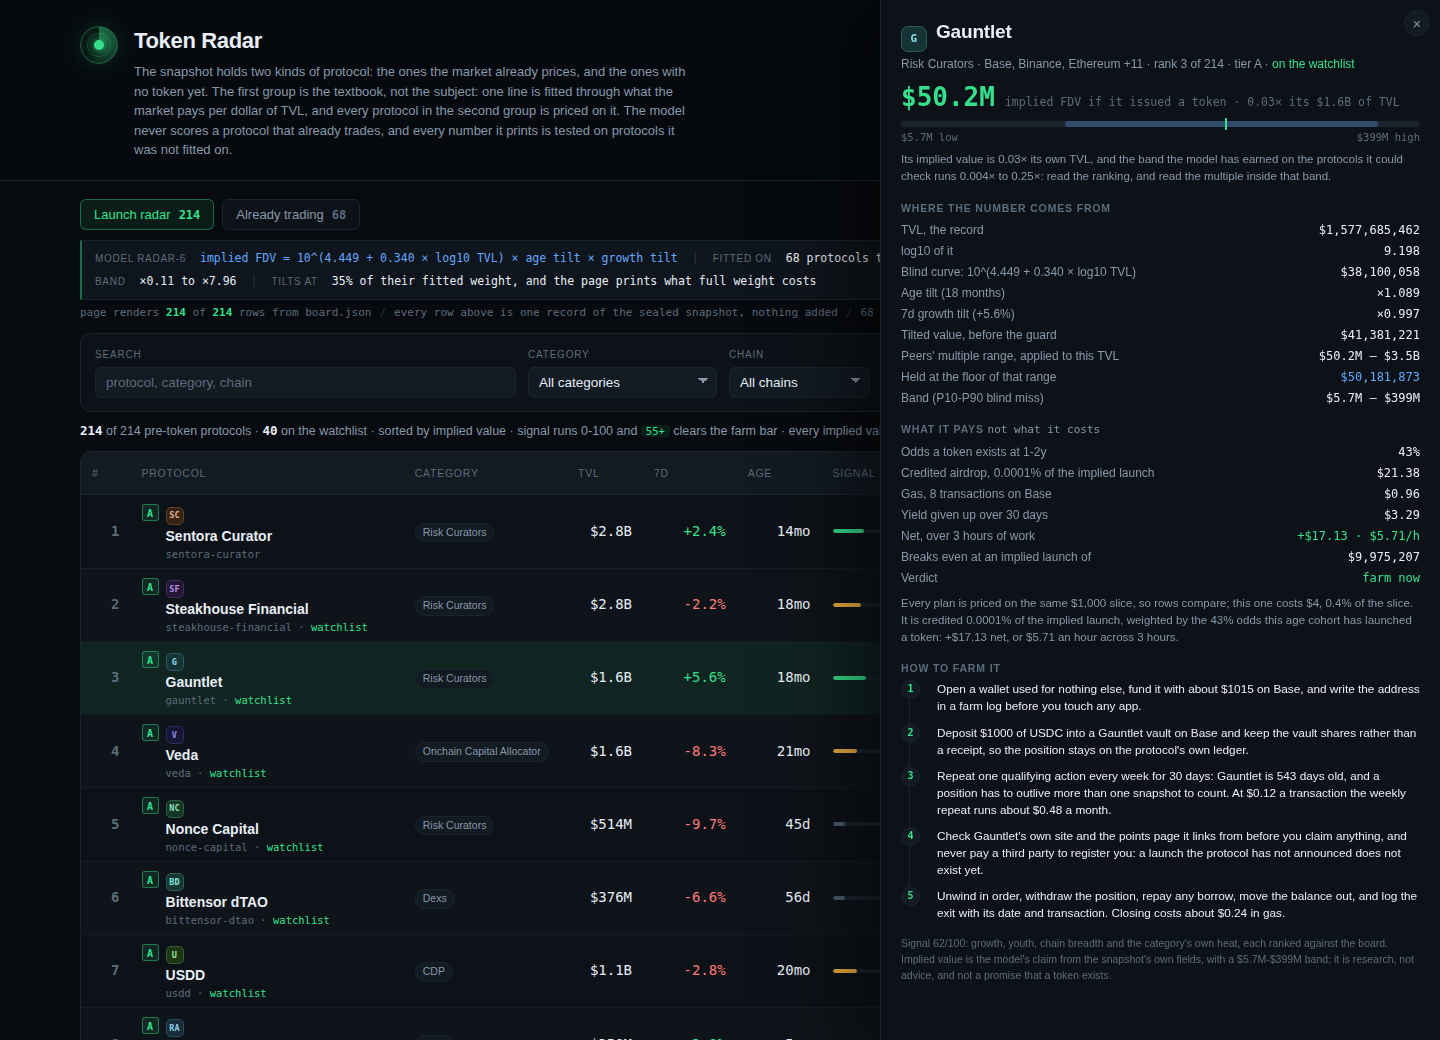 Token Radar
The snapshot holds two kinds of protocol: the ones the market already prices, and the ones with
no token yet. The first group is the textbook, not the subject: one line is fitted through what the
market pays per dollar of TVL, and every protocol in the second group is priced on it. The model
never scores a protocol that already trades, and every number it prints is tested on protocols it
was not fitted on.
Launch radar 214
Already trading 68
MODEL RADAR-6 implied FDV = 10^(4.449 + 0.340 × log10 TVL) × age tilt × growth tilt | FITTED ON 68 protocols t
BAND ×0.11 to ×7.96 | TILTS AT 35% of their fitted weight, and the page prints what full weight costs
page renders 214 of 214 rows from board.json / every row above is one record of the sealed snapshot, nothing added / 68
SEARCH
CATEGORY
CHAIN
protocol, category, chain
All categories
All chains
214 of 214 pre-token protocols · 40 on the watchlist · sorted by implied value · signal runs 0-100 and 55+ clears the farm bar · every implied va
# PROTOCOL CATEGORY TVL 7D AGE SIGNAL
A SC
1 Sentora Curator Risk Curators $2.8B +2.4% 14mo
sentora-curator
A SF
2 Steakhouse Financial Risk Curators $2.8B -2.2% 18mo
steakhouse-financial · watchlist
A G
3 Gauntlet Risk Curators $1.6B +5.6% 18mo
gauntlet · watchlist
A V
4 Veda Onchain Capital Allocator $1.6B -8.3% 21mo
veda · watchlist
A NC
5 Nonce Capital Risk Curators $514M -9.7% 45d
nonce-capital · watchlist
A BD
6 Bittensor dTAO Dexs $376M -6.6% 56d
bittensor-dtao · watchlist
A U
7 USDD CDP $1.1B -2.8% 20mo
usdd · watchlist
A RA
×
G Gauntlet
Risk Curators · Base, Binance, Ethereum +11 · rank 3 of 214 · tier A · on the watchlist
$50.2M implied FDV if it issued a token · 0.03× its $1.6B of TVL
$5.7M low $399M high
Its implied value is 0.03× its own TVL, and the band the model has earned on the protocols it could
check runs 0.004× to 0.25×: read the ranking, and read the multiple inside that band.
WHERE THE NUMBER COMES FROM
TVL, the record $1,577,685,462
log10 of it 9.198
Blind curve: 10^(4.449 + 0.340 × log10 TVL) $38,100,058
Age tilt (18 months) ×1.089
7d growth tilt (+5.6%) ×0.997
Tilted value, before the guard $41,381,221
Peers' multiple range, applied to this TVL $50.2M — $3.5B
Held at the floor of that range $50,181,873
Band (P10-P90 blind miss) $5.7M — $399M
WHAT IT PAYS not what it costs
Odds a token exists at 1-2y 43%
Credited airdrop, 0.0001% of the implied launch $21.38
Gas, 8 transactions on Base $0.96
Yield given up over 30 days $3.29
Net, over 3 hours of work +$17.13 · $5.71/h
Breaks even at an implied launch of $9,975,207
Verdict farm now
Every plan is priced on the same $1,000 slice, so rows compare; this one costs $4, 0.4% of the slice.
It is credited 0.0001% of the implied launch, weighted by the 43% odds this age cohort has launched
a token: +$17.13 net, or $5.71 an hour across 3 hours.
HOW TO FARM IT
1 Open a wallet used for nothing else, fund it with about $1015 on Base, and write the address
in a farm log before you touch any app.
2 Deposit $1000 of USDC into a Gauntlet vault on Base and keep the vault shares rather than
a receipt, so the position stays on the protocol's own ledger.
3 Repeat one qualifying action every week for 30 days: Gauntlet is 543 days old, and a
position has to outlive more than one snapshot to count. At $0.12 a transaction the weekly
repeat runs about $0.48 a month.
4 Check Gauntlet's own site and the points page it links from before you claim anything, and
never pay a third party to register you: a launch the protocol has not announced does not
exist yet.
5 Unwind in order, withdraw the position, repay any borrow, move the balance out, and log the
exit with its date and transaction. Closing costs about $0.24 in gas.
Signal 62/100: growth, youth, chain breadth and the category's own heat, each ranked against the board.
Implied value is the model's claim from the snapshot's own fields, with a $5.7M-$399M band; it is research, not
advice, and not a promise that a token exists.